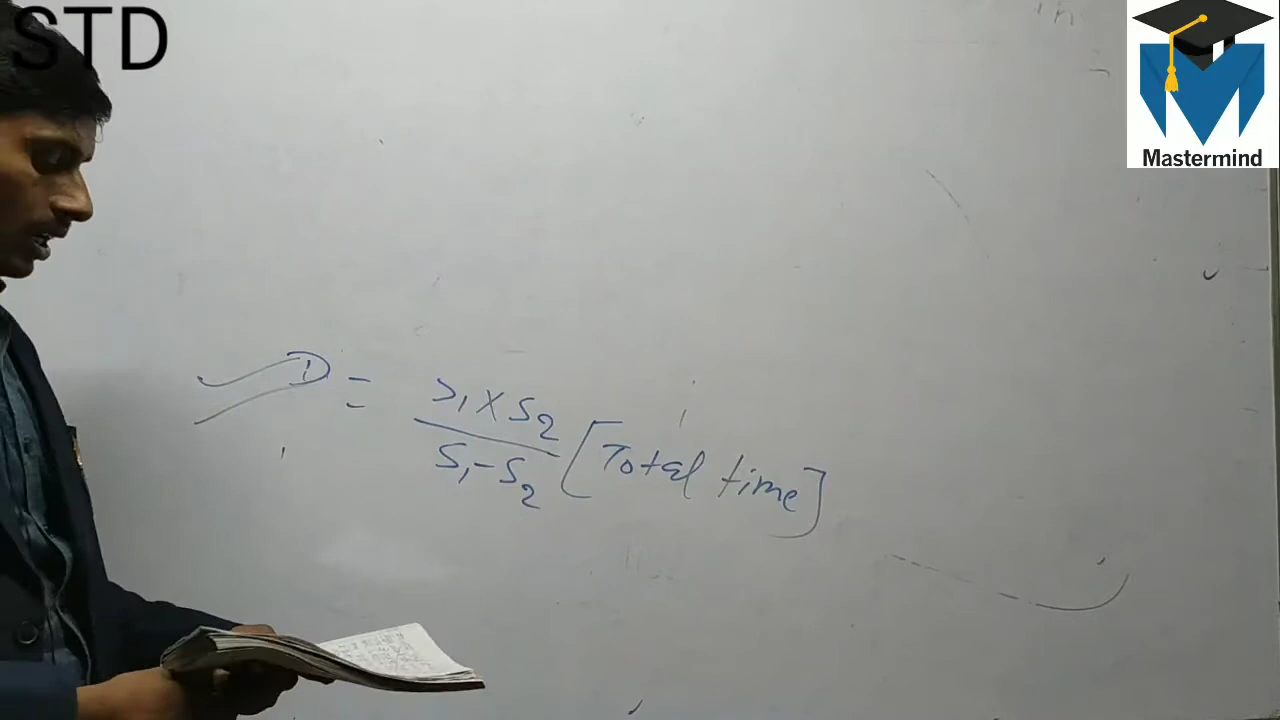 STD
Mastermind
D = S₁ × S₂ / S₁ - S₂ [Total time]